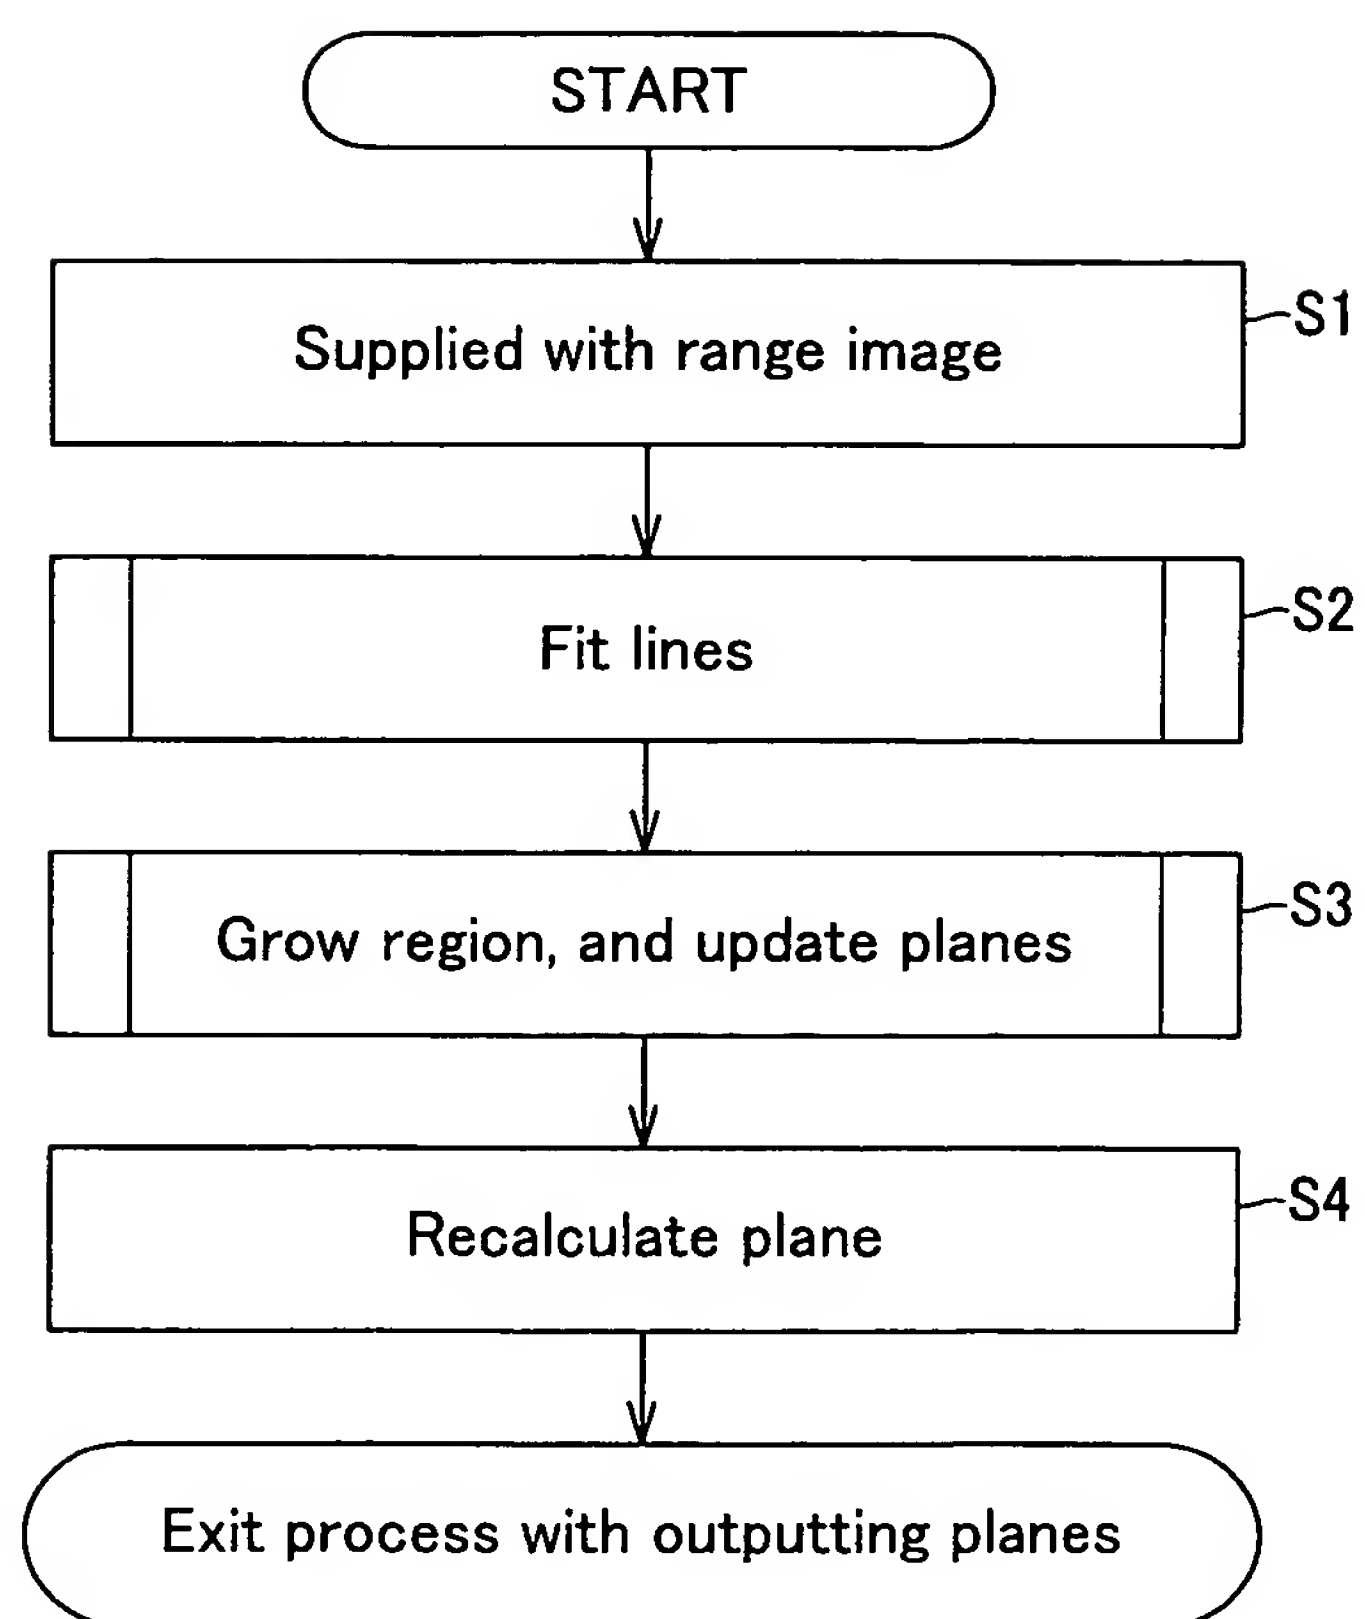 START
Supplied with range image
S1
Fit lines
S2
Grow region, and update planes
S3
Recalculate plane
S4
Exit process with outputting planes